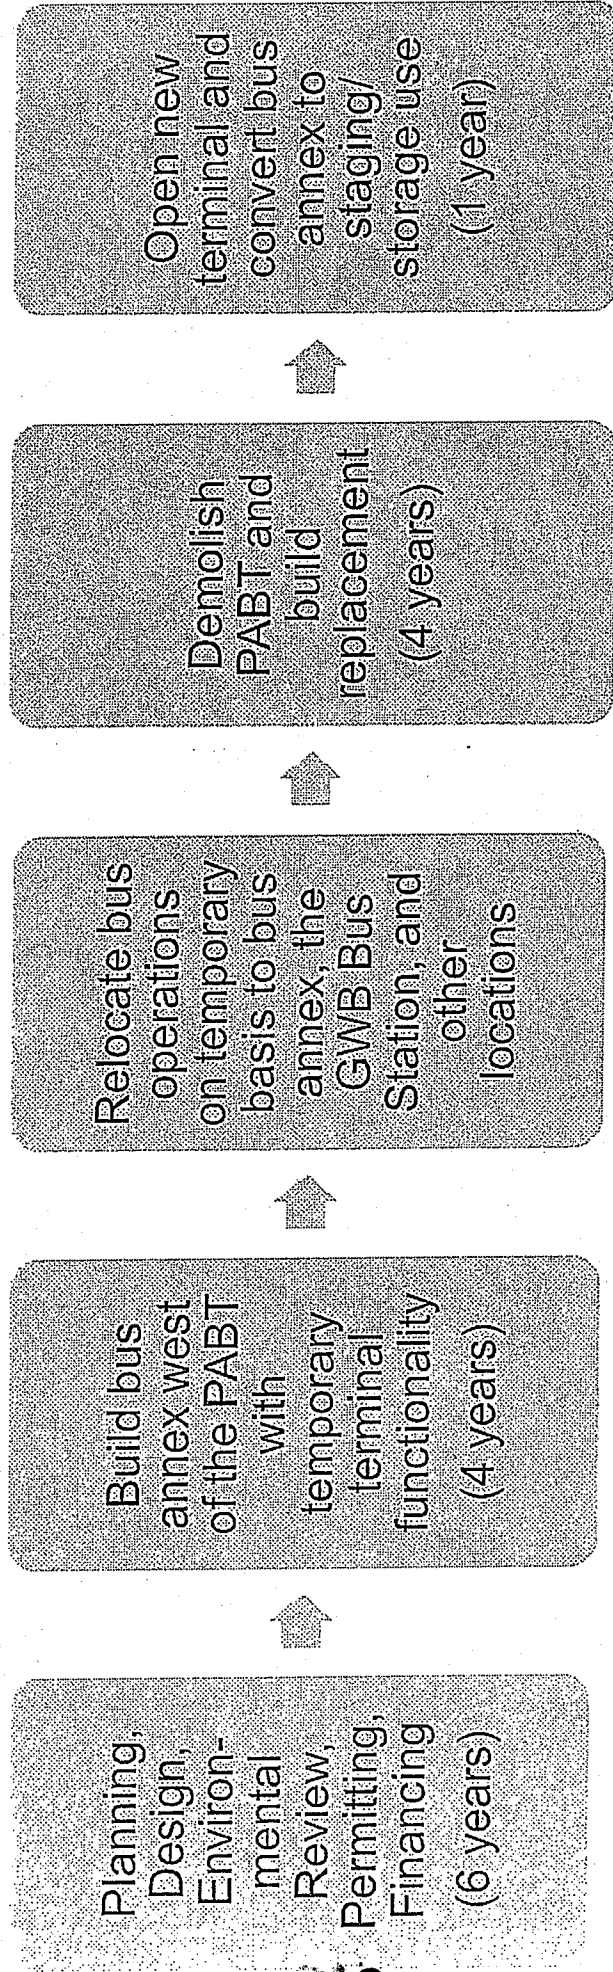 Planning,
Design,
Environ-
mental
Review,
Permitting,
Financing
(6 years)
Build bus
annex west
of the PABT
with
temporary
terminal
functionality
(4 years)
Relocate bus
operations
on temporary
basis to bus
annex, the
GWB Bus
Station, and
other
locations
Demolish
PABT and
build
replacement
(4 years)
Open new
terminal and
convert bus
annex to
staging/
storage use
(1 year)